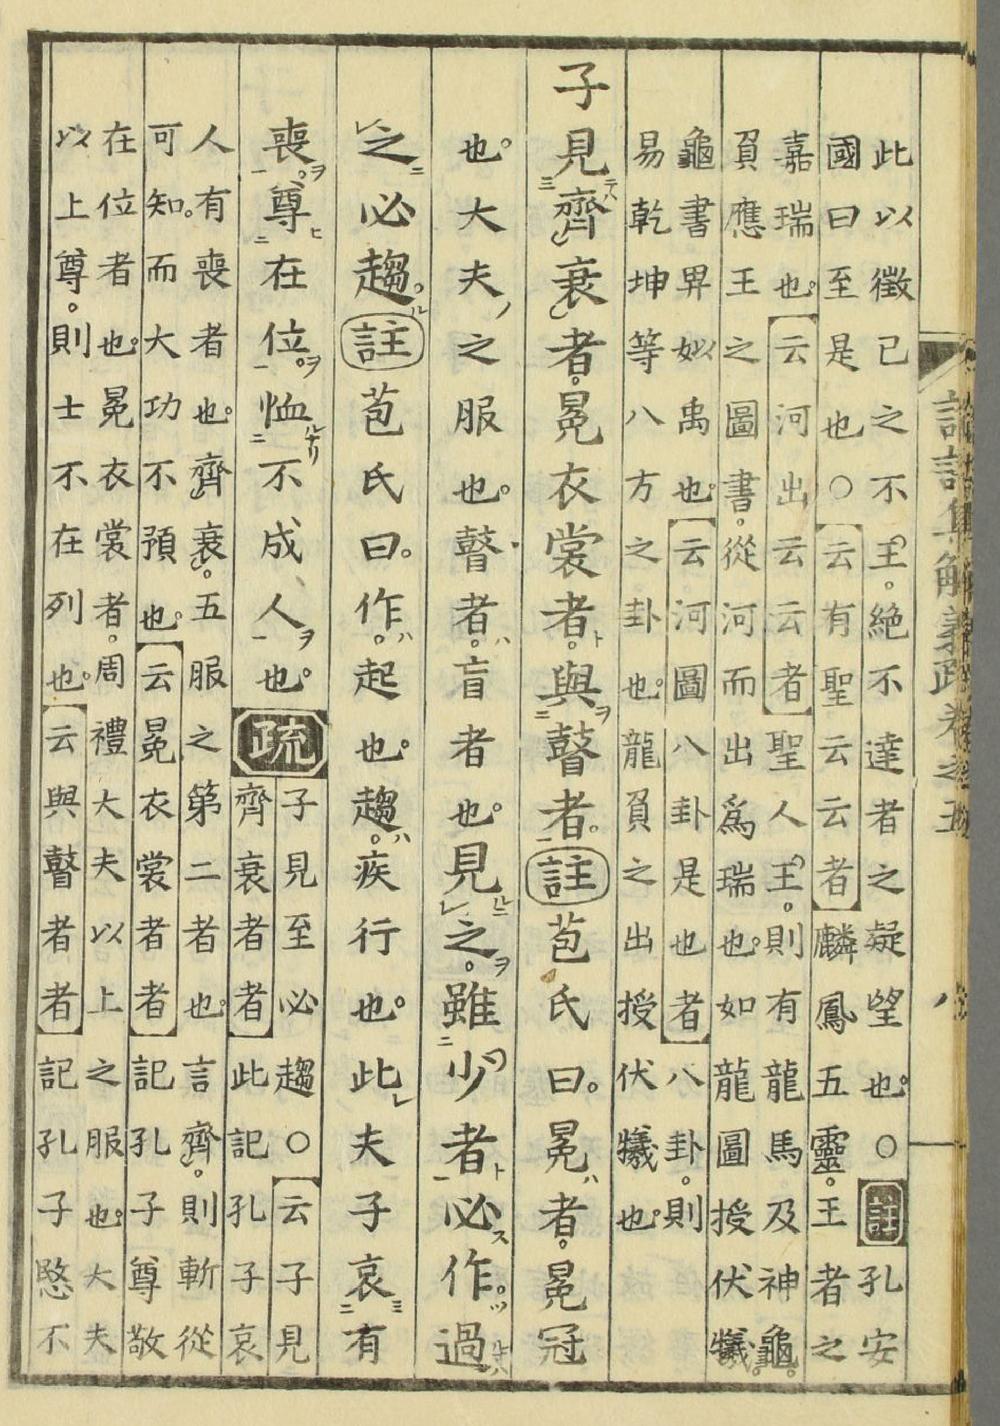 此以徵已之不王絕不達者之疑望也○註孔安
國曰至是也○云有聖云云者麟鳳五靈王者之
嘉瑞也云河出云云者聖人王則有龍馬及神龜
負應王之圖書從河而出爲瑞也如龍圖授伏犧
龜書畀姒禹也云河圖八卦是也者八卦則
易乾坤等八方之卦也龍負之出授伏犧也
子見齊衰者冕衣裳者與瞽者註苞氏曰冕者冕冠
也大夫之服也瞽者盲者也見之雖少者必作過
之必趨註苞氏曰作起也趨疾行也此夫子哀有
喪尊在位恤不成人也疏
子見至必趨○云子見
齊衰者者此記孔子哀
人有喪者也齊衰五服之第二者也言齊則斬從
可知而大功不預也云冕衣裳者者記孔子尊敬
在位者也冕衣裳者周禮大夫以上之服也大夫
以上尊則士不在列也云與瞽者者記孔子愍不